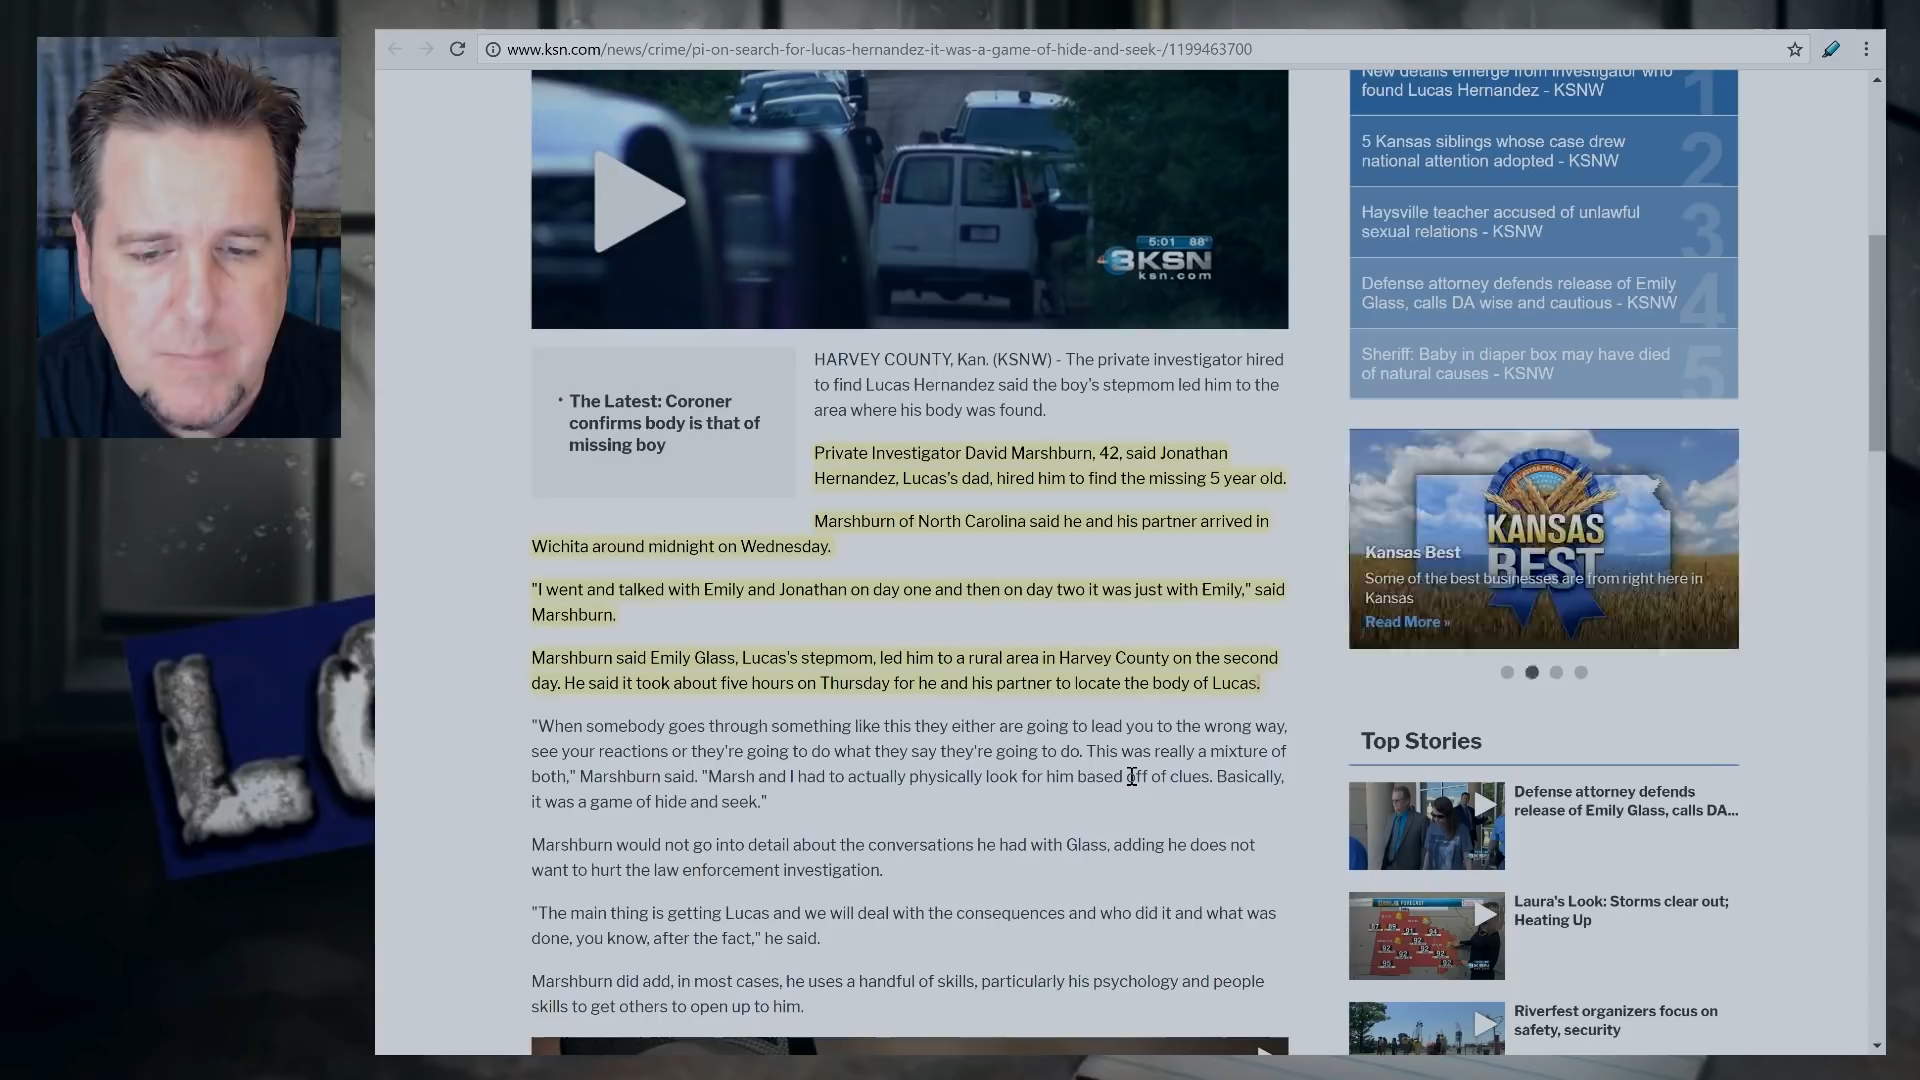 www.ksn.com/news/crime/pi-on-search-for-lucas-hernandez-it-was-a-game-of-hide-and-seek-/1199463700
5:01 88°
3KSN
ksn.com
HARVEY COUNTY, Kan. (KSNW) - The private investigator hired
to find Lucas Hernandez said the boy's stepmom led him to the
area where his body was found.
• The Latest: Coroner
confirms body is that of
missing boy
Private Investigator David Marshburn, 42, said Jonathan
Hernandez, Lucas's dad, hired him to find the missing 5 year old.
Marshburn of North Carolina said he and his partner arrived in
Wichita around midnight on Wednesday.
"I went and talked with Emily and Jonathan on day one and then on day two it was just with Emily," said
Marshburn.
Marshburn said Emily Glass, Lucas's stepmom, led him to a rural area in Harvey County on the second
day. He said it took about five hours on Thursday for he and his partner to locate the body of Lucas.
"When somebody goes through something like this they either are going to lead you to the wrong way,
see your reactions or they're going to do what they say they're going to do. This was really a mixture of
both," Marshburn said. "Marsh and I had to actually physically look for him based off of clues. Basically,
it was a game of hide and seek."
Marshburn would not go into detail about the conversations he had with Glass, adding he does not
want to hurt the law enforcement investigation.
"The main thing is getting Lucas and we will deal with the consequences and who did it and what was
done, you know, after the fact," he said.
Marshburn did add, in most cases, he uses a handful of skills, particularly his psychology and people
skills to get others to open up to him.
New details emerge from investigator who
found Lucas Hernandez - KSNW
1
5 Kansas siblings whose case drew
national attention adopted - KSNW
2
Haysville teacher accused of unlawful
sexual relations - KSNW
3
Defense attorney defends release of Emily
Glass, calls DA wise and cautious - KSNW
4
Sheriff: Baby in diaper box may have died
of natural causes - KSNW
5
KANSAS
BEST
Kansas Best
Some of the best businesses are from right here in
Kansas
Read More »
Top Stories
Defense attorney defends
release of Emily Glass, calls DA...
Laura's Look: Storms clear out;
Heating Up
Riverfest organizers focus on
safety, security